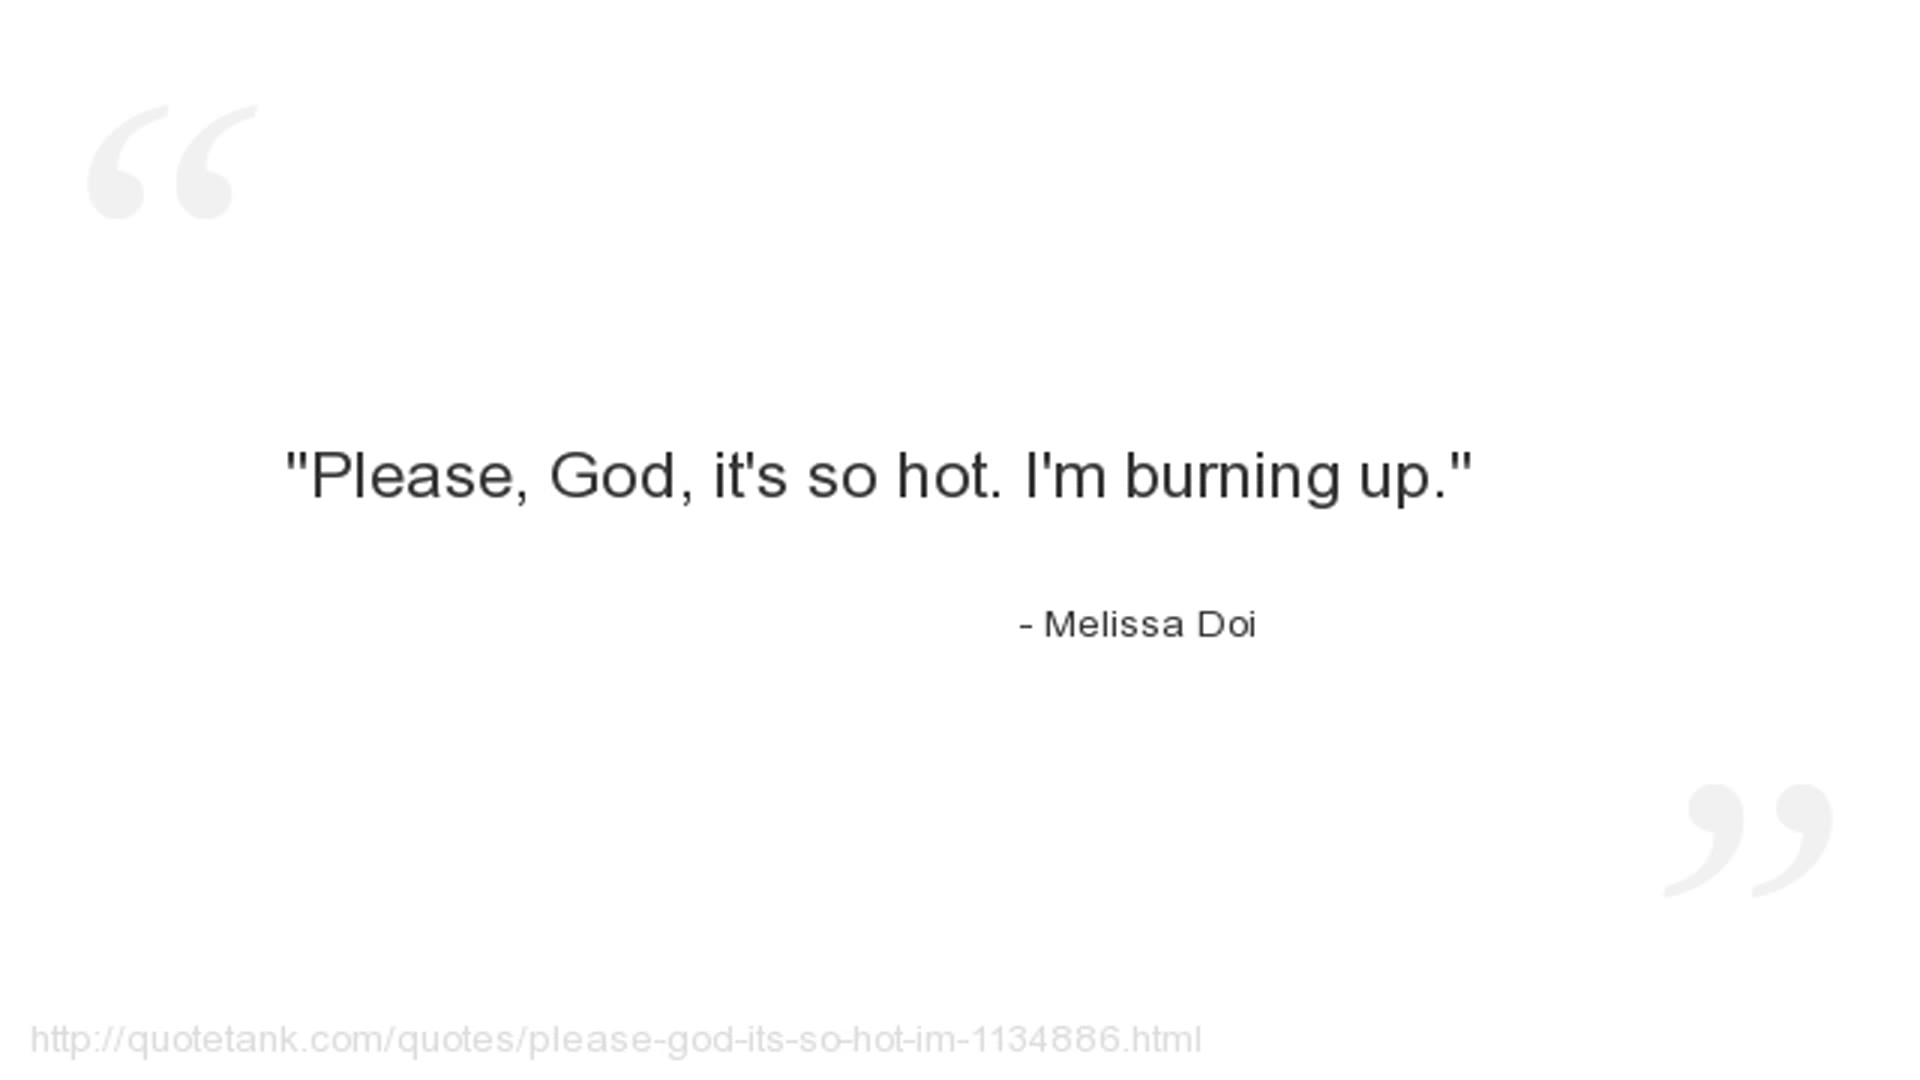 "Please, God, it's so hot. I'm burning up."
- Melissa Doi
http://quotetank.com/quotes/please-god-its-so-hot-im-1134886.html